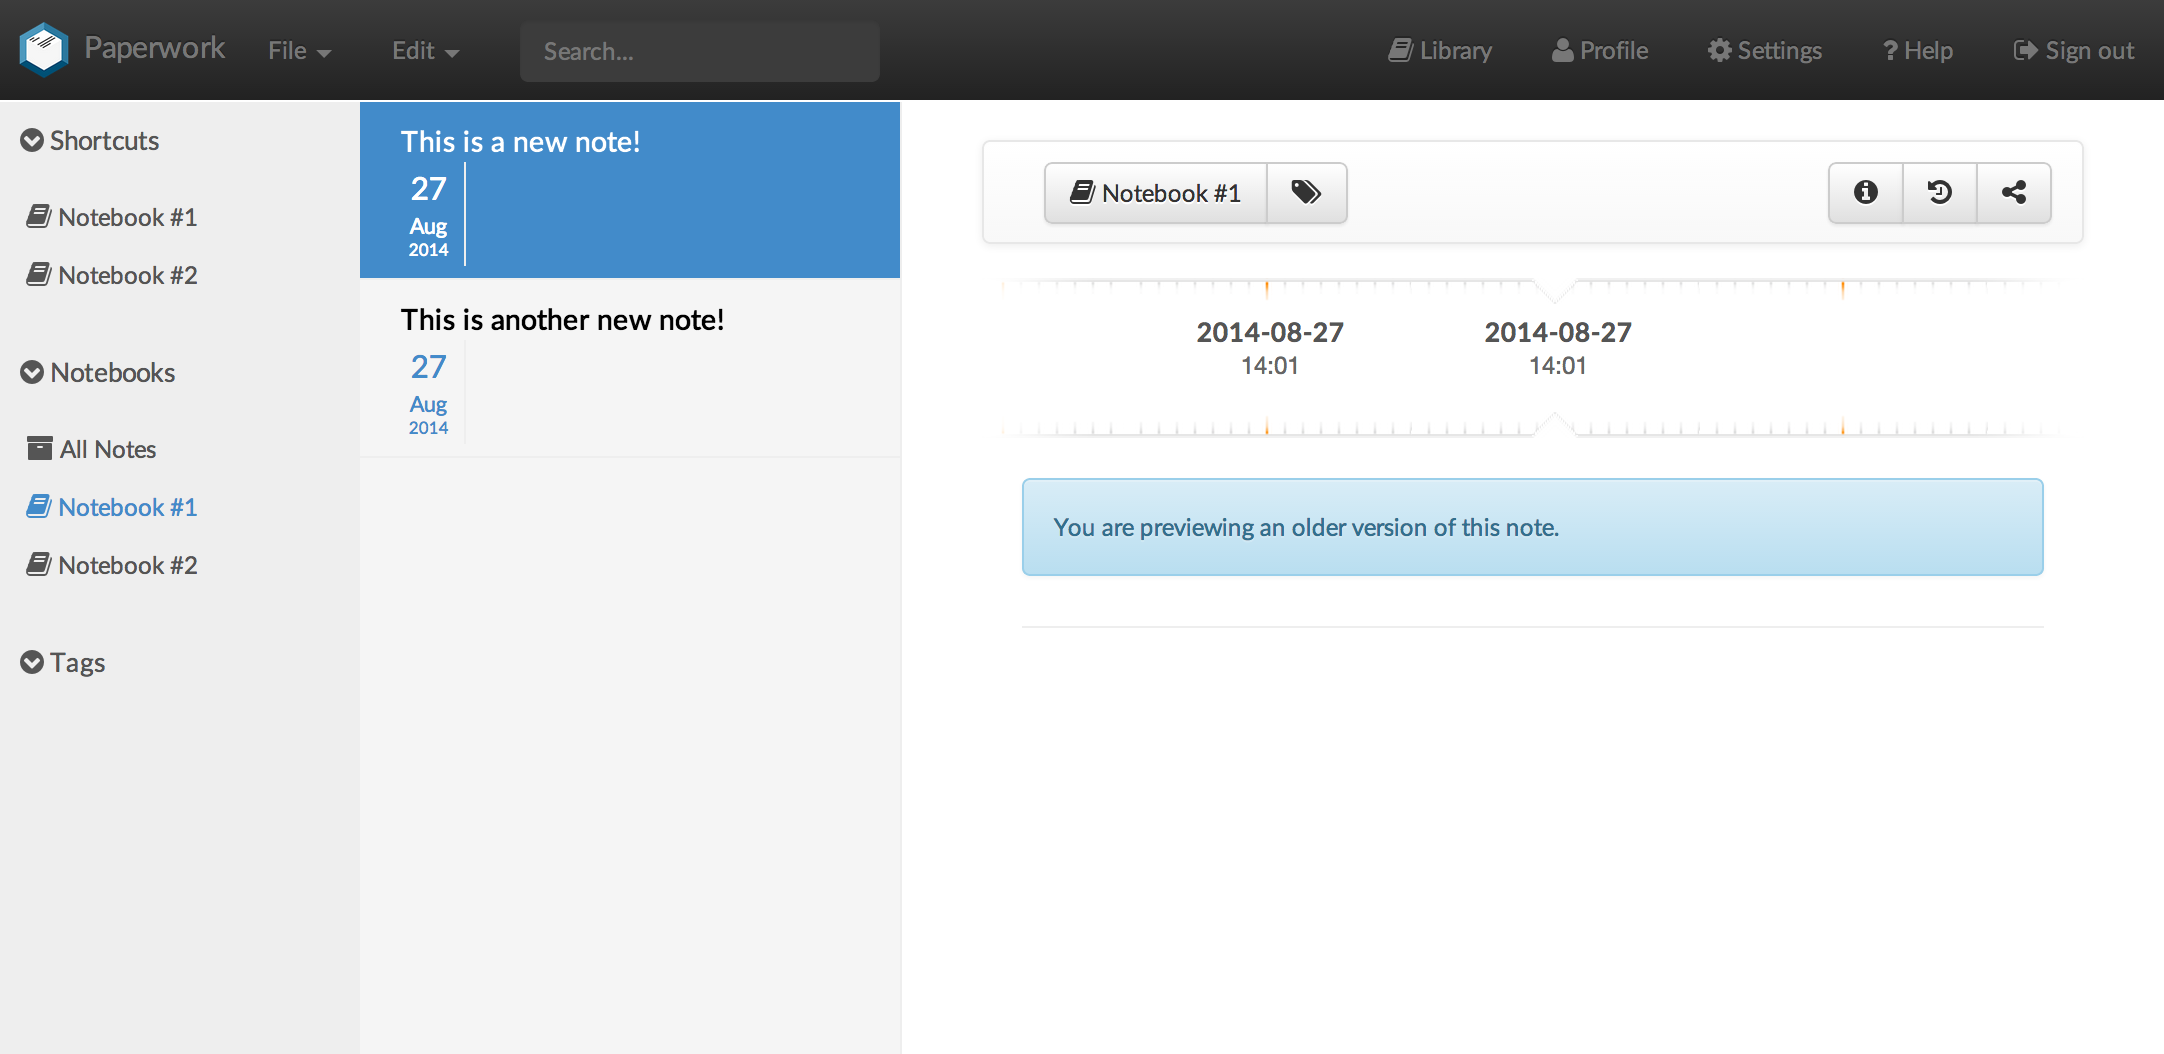 Paperwork File Edit Search... Library Profile Settings ? Help Sign out
Shortcuts
Notebook #1
Notebook #2
Notebooks
All Notes
Notebook #1
Notebook #2
Tags
This is a new note!
27
Aug
2014
This is another new note!
27
Aug
2014
Notebook #1
2014-08-27 2014-08-27
14:01 14:01
You are previewing an older version of this note.